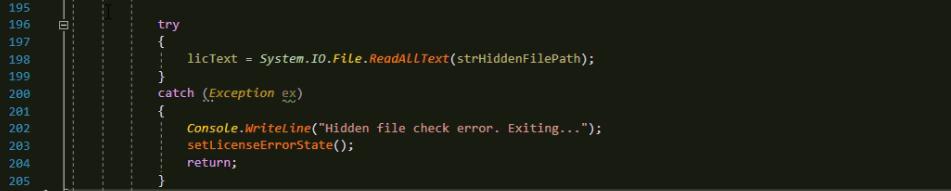 195
196 try
197 {
198 licText = System.IO.File.ReadAllText(strHiddenFilePath);
199 }
200 catch (Exception ex)
201 {
202 Console.WriteLine("Hidden file check error. Exiting...");
203 setLicenseErrorState();
204 return;
205 }